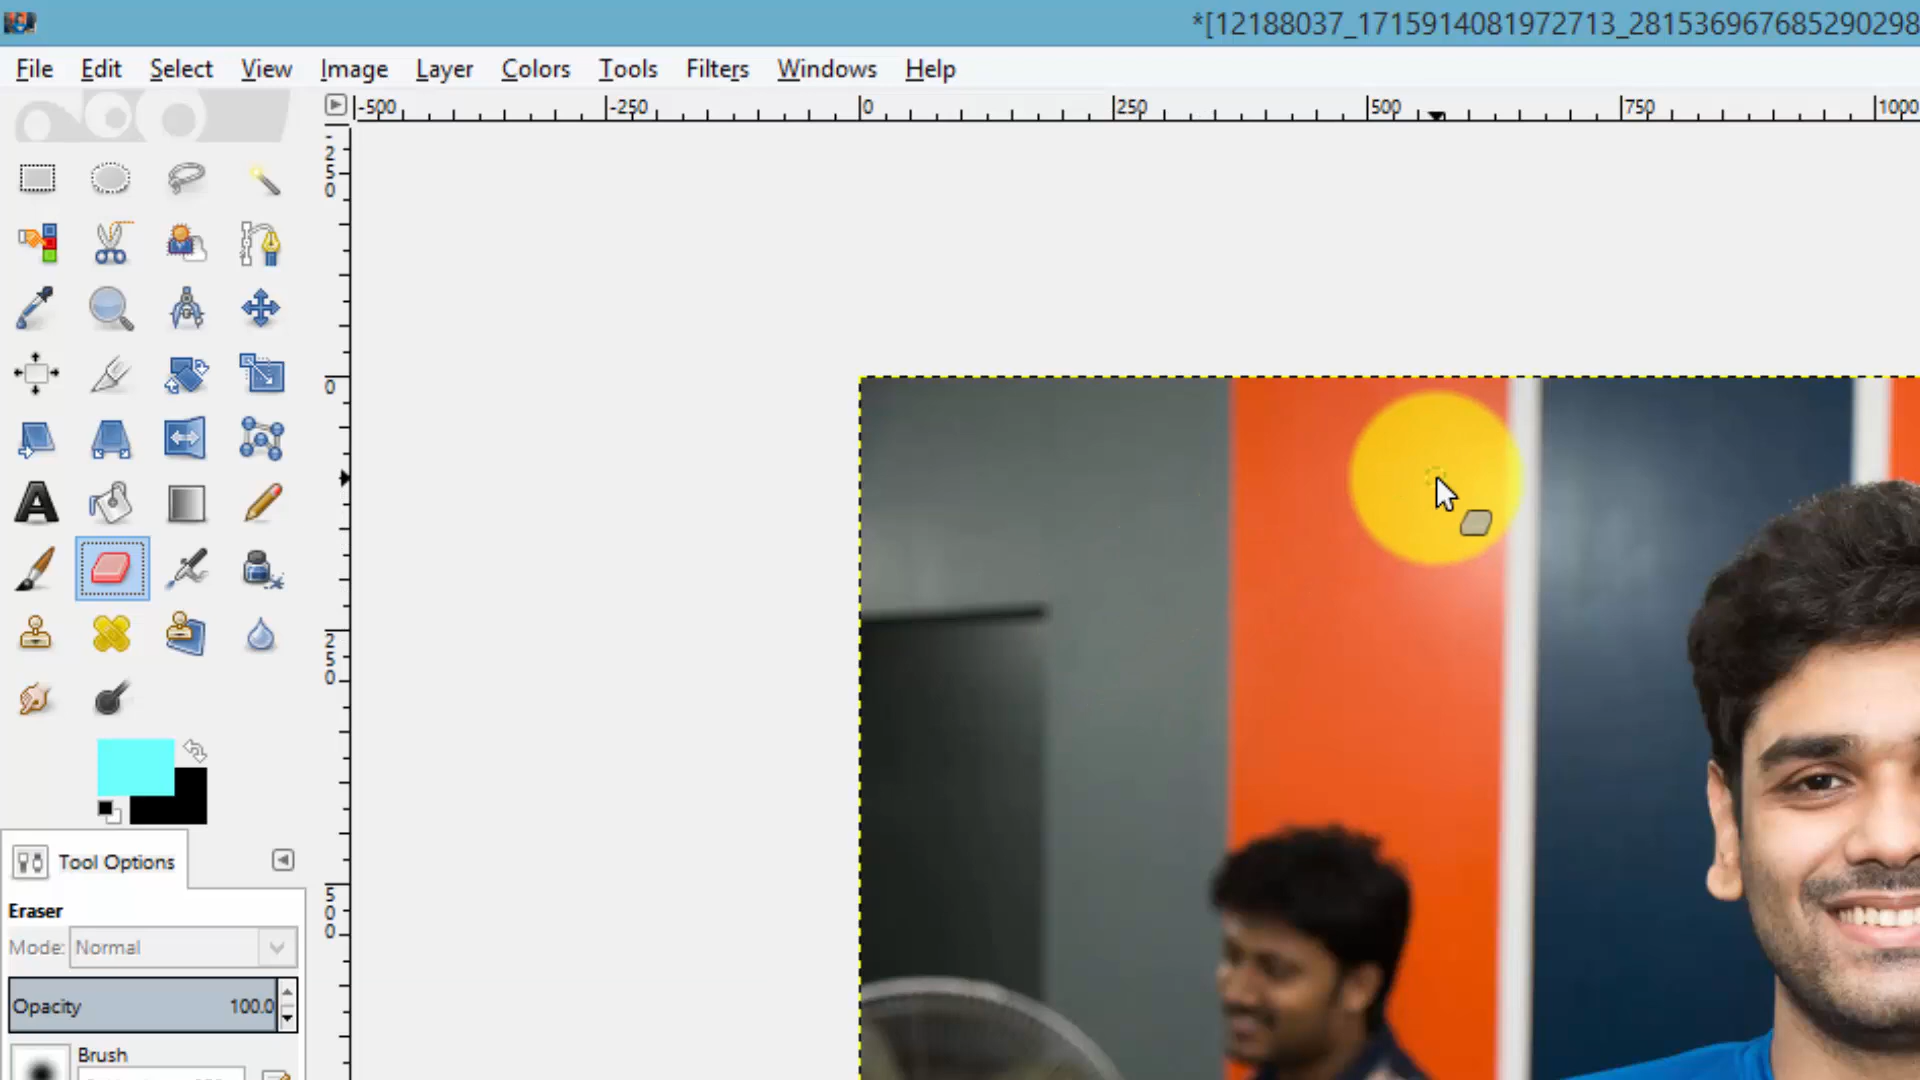 *[12188037_1715914081972713_281536967685290298
File Edit Select View Image Layer Colors Tools Filters Windows Help
-500 -250 0 250 500 750 1000
250
0
250
500
Tool Options
Eraser
Mode: Normal
Opacity 100.0
Brush